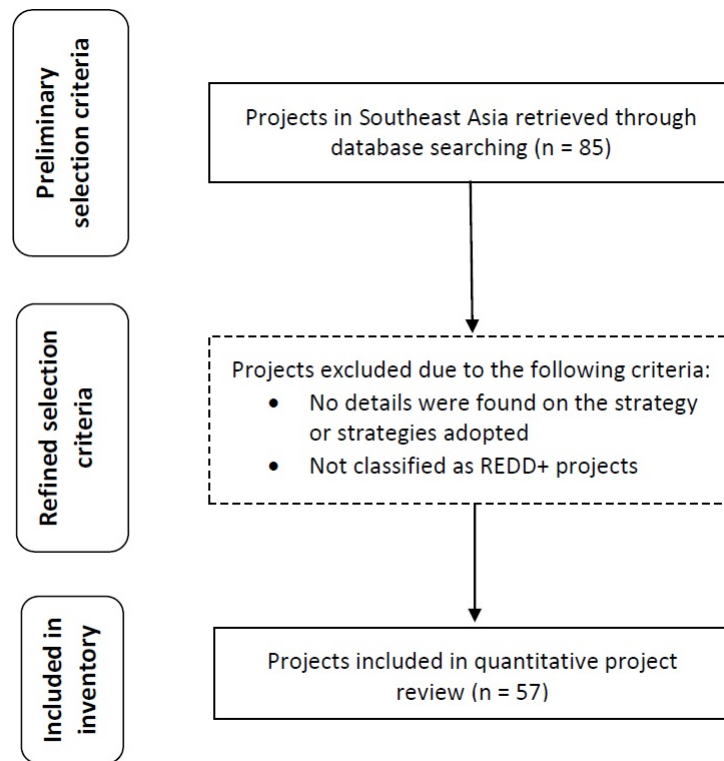 Preliminary
selection criteria
Projects in Southeast Asia retrieved through
database searching (n = 85)
Refined selection
criteria
Projects excluded due to the following criteria:
• No details were found on the strategy
or strategies adopted
• Not classified as REDD+ projects
Included in
inventory
Projects included in quantitative project
review (n = 57)